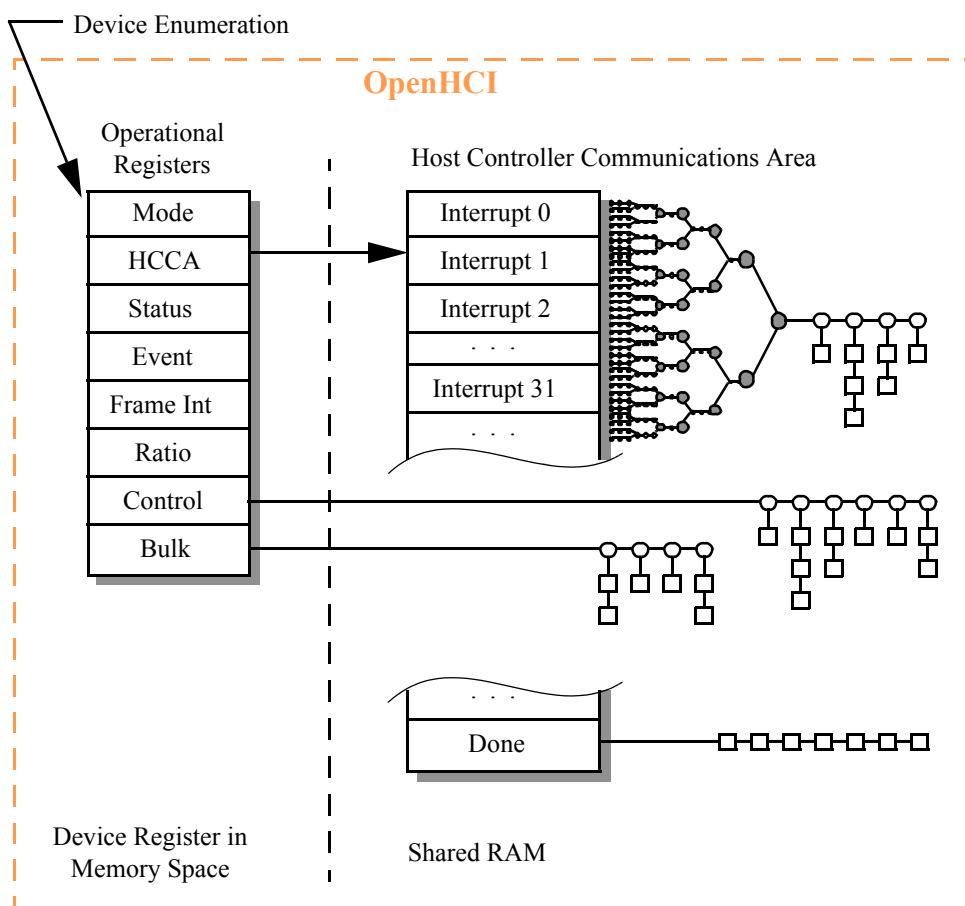 Device Enumeration
OpenHCI
Operational
Registers
Mode
HCCA
Status
Event
Frame Int
Ratio
Control
Bulk
Host Controller Communications Area
Interrupt 0
Interrupt 1
Interrupt 2
. . .
Interrupt 31
. . .
. . .
Done
Device Register in
Memory Space
Shared RAM